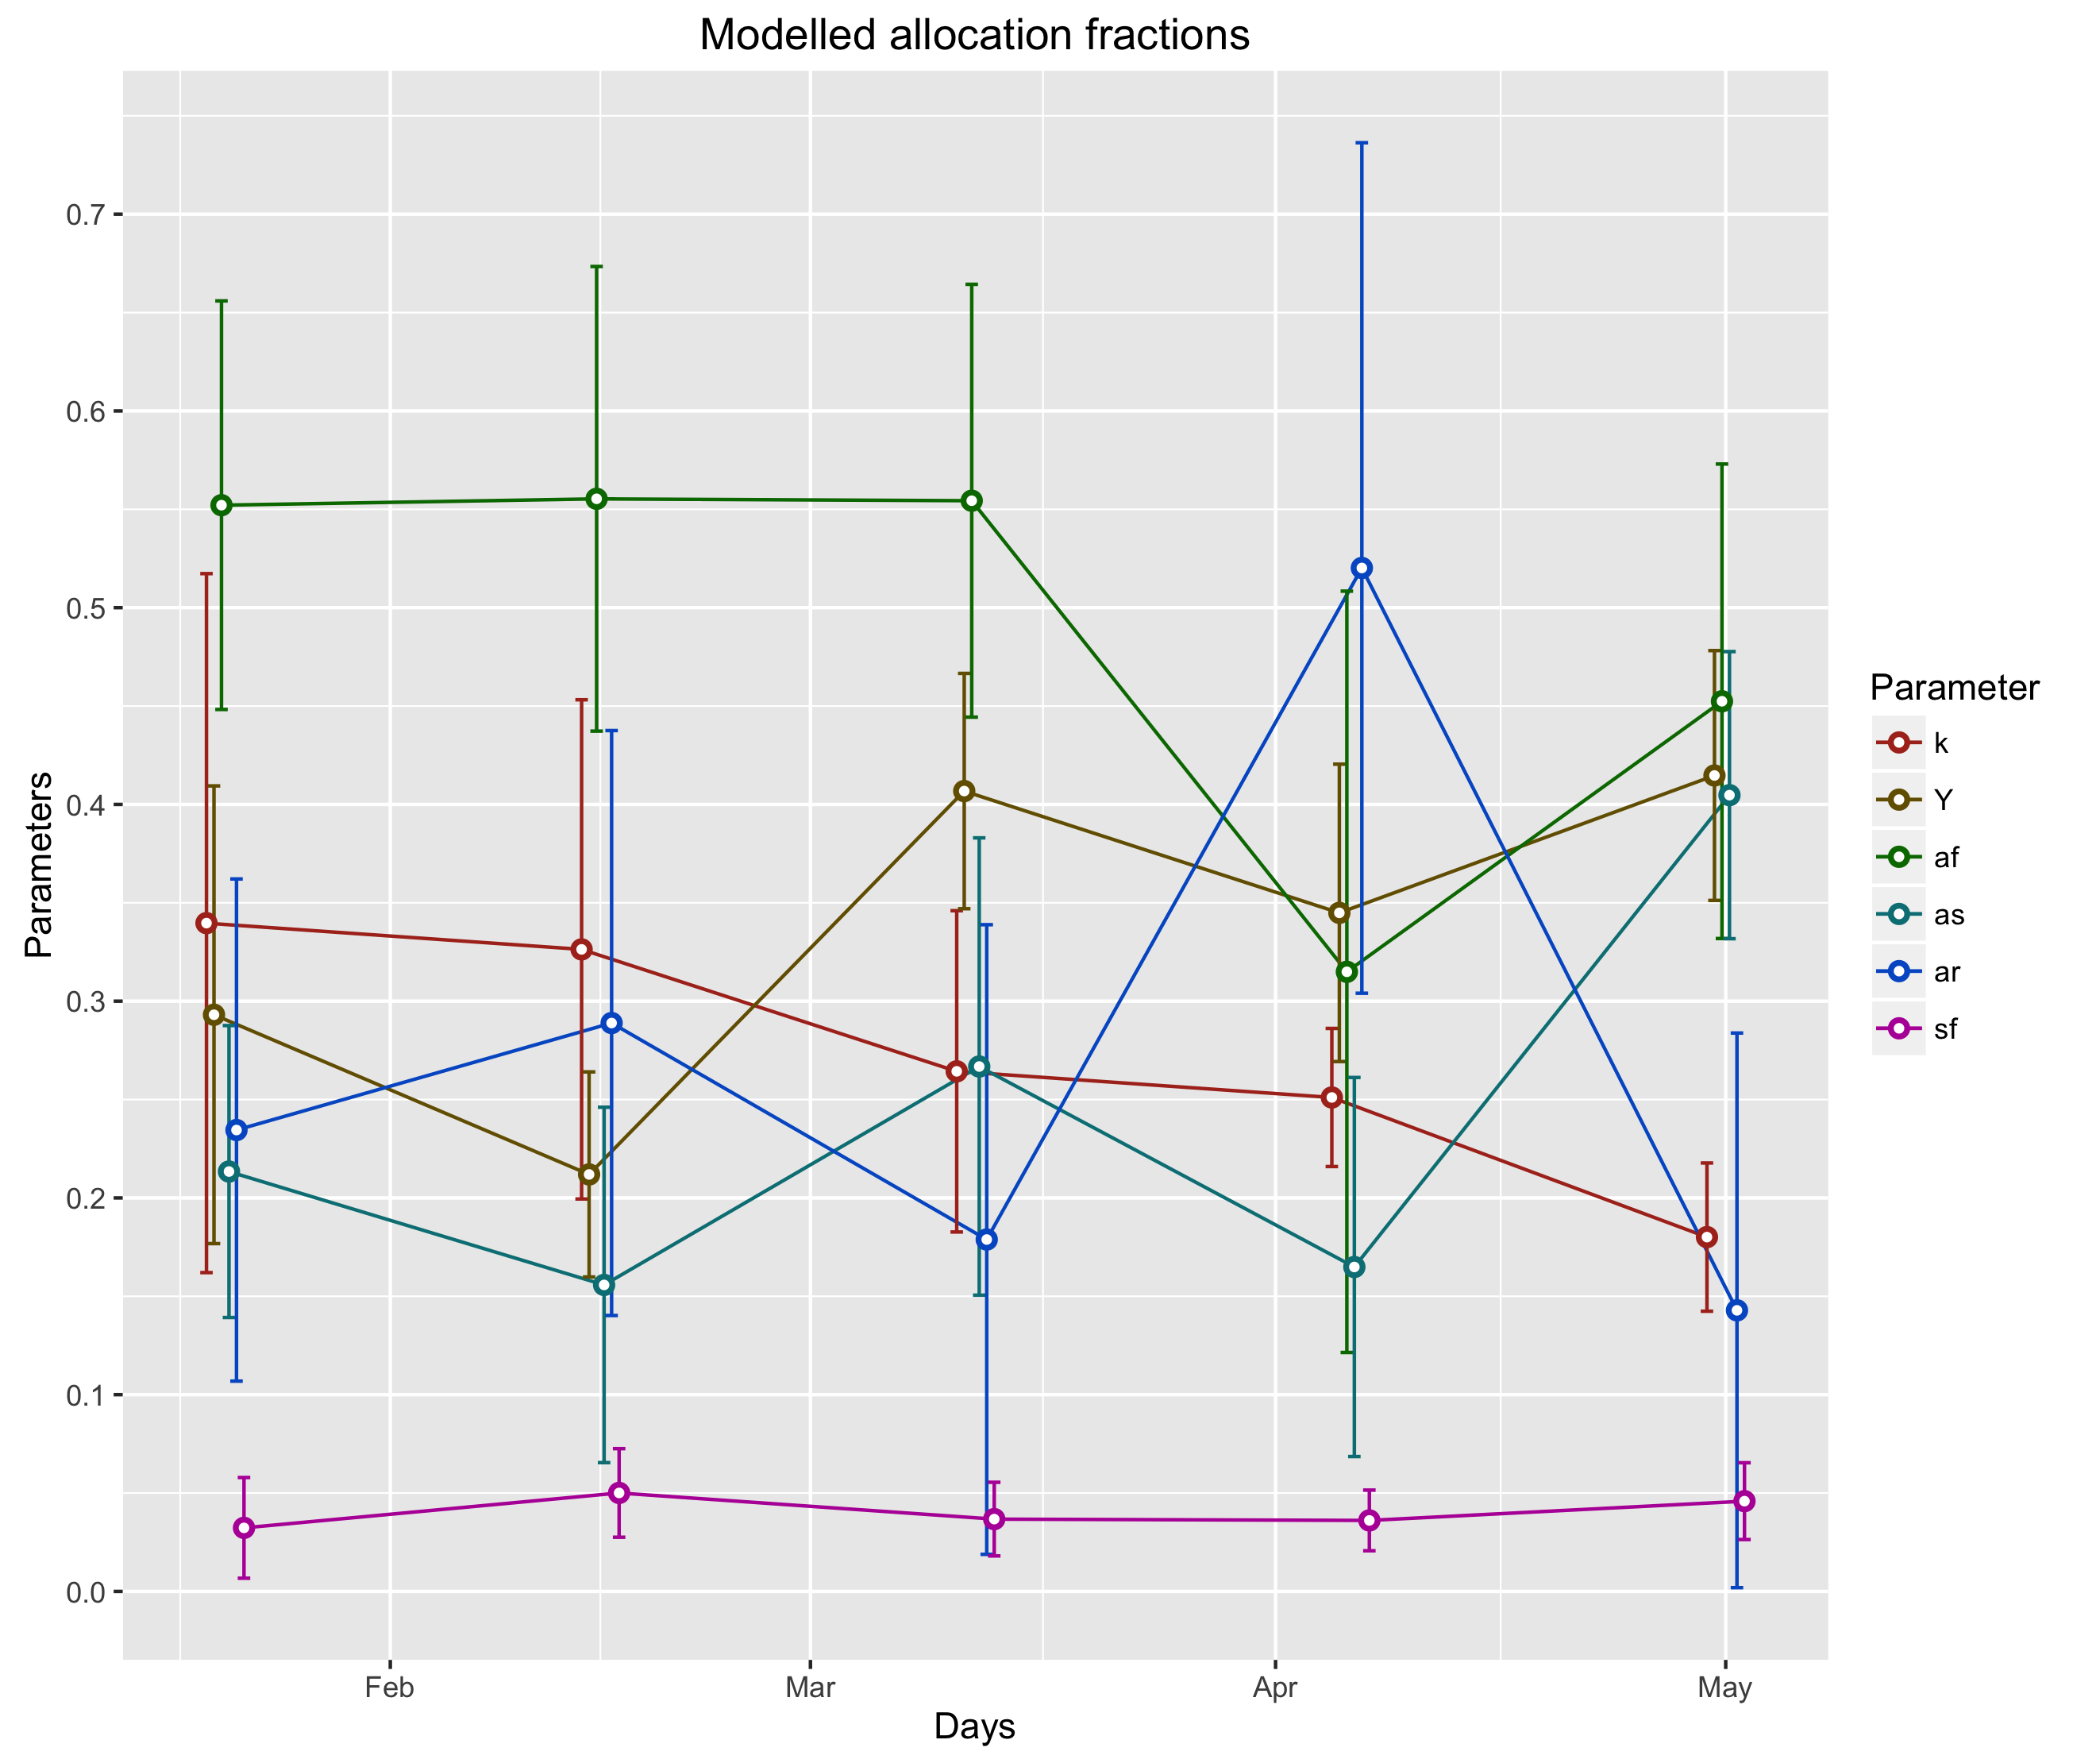 Modelled allocation fractions
Parameters
0.7
0.6
0.5
0.4
0.3
0.2
0.1
0.0
Feb Mar Apr May
Days
Parameter
k
Y
af
as
ar
sf